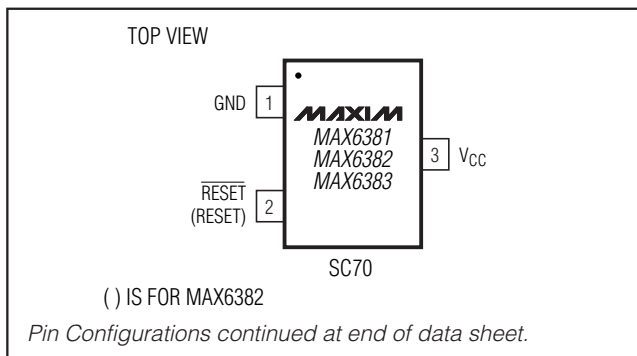 TOP VIEW
GND 1
MAXIM
MAX6381
MAX6382
MAX6383
3 VCC
RESET
(RESET) 2
SC70
( ) IS FOR MAX6382
Pin Configurations continued at end of data sheet.